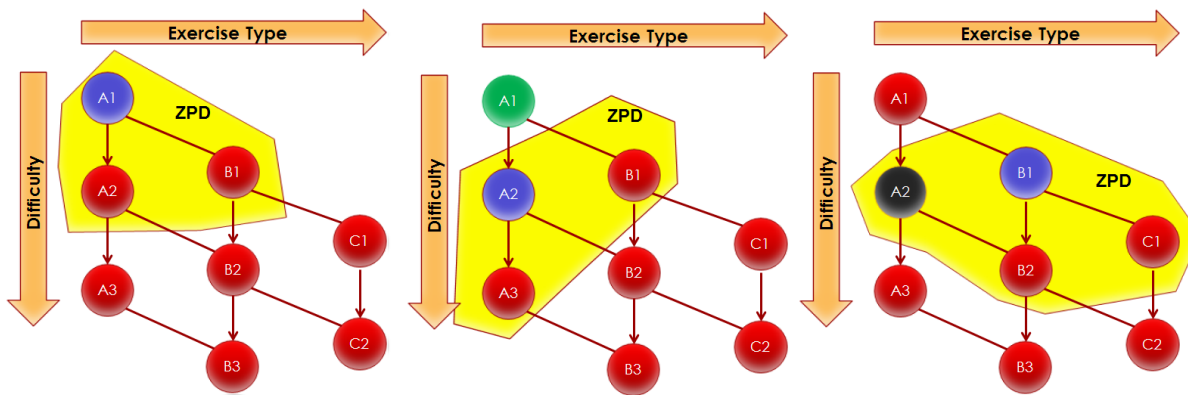 Exercise Type
Difficulty
ZPD
A1
A2
B1
A3
B2
C1
B3
C2
Exercise Type
Difficulty
ZPD
A1
A2
B1
A3
B2
C1
B3
C2
Exercise Type
Difficulty
ZPD
A1
A2
B1
A3
B2
C1
B3
C2